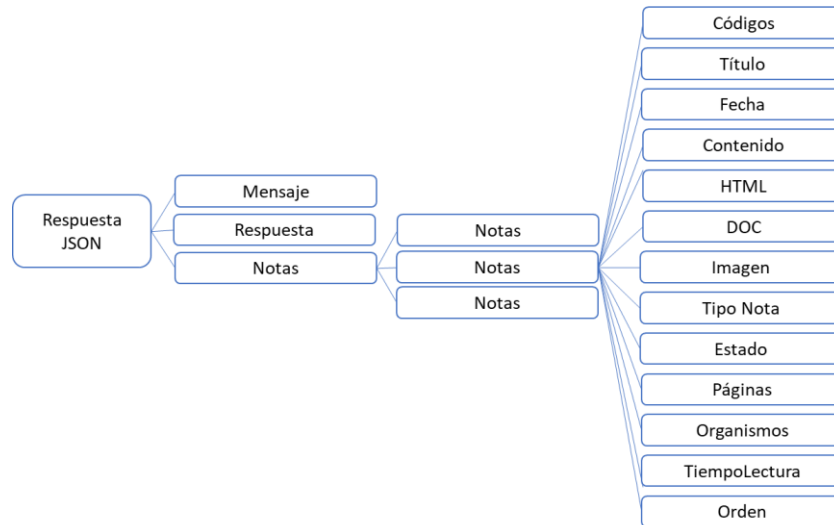 Respuesta
JSON
Mensaje
Respuesta
Notas
Notas
Notas
Notas
Códigos
Título
Fecha
Contenido
HTML
DOC
Imagen
Tipo Nota
Estado
Páginas
Organismos
TiempoLectura
Orden